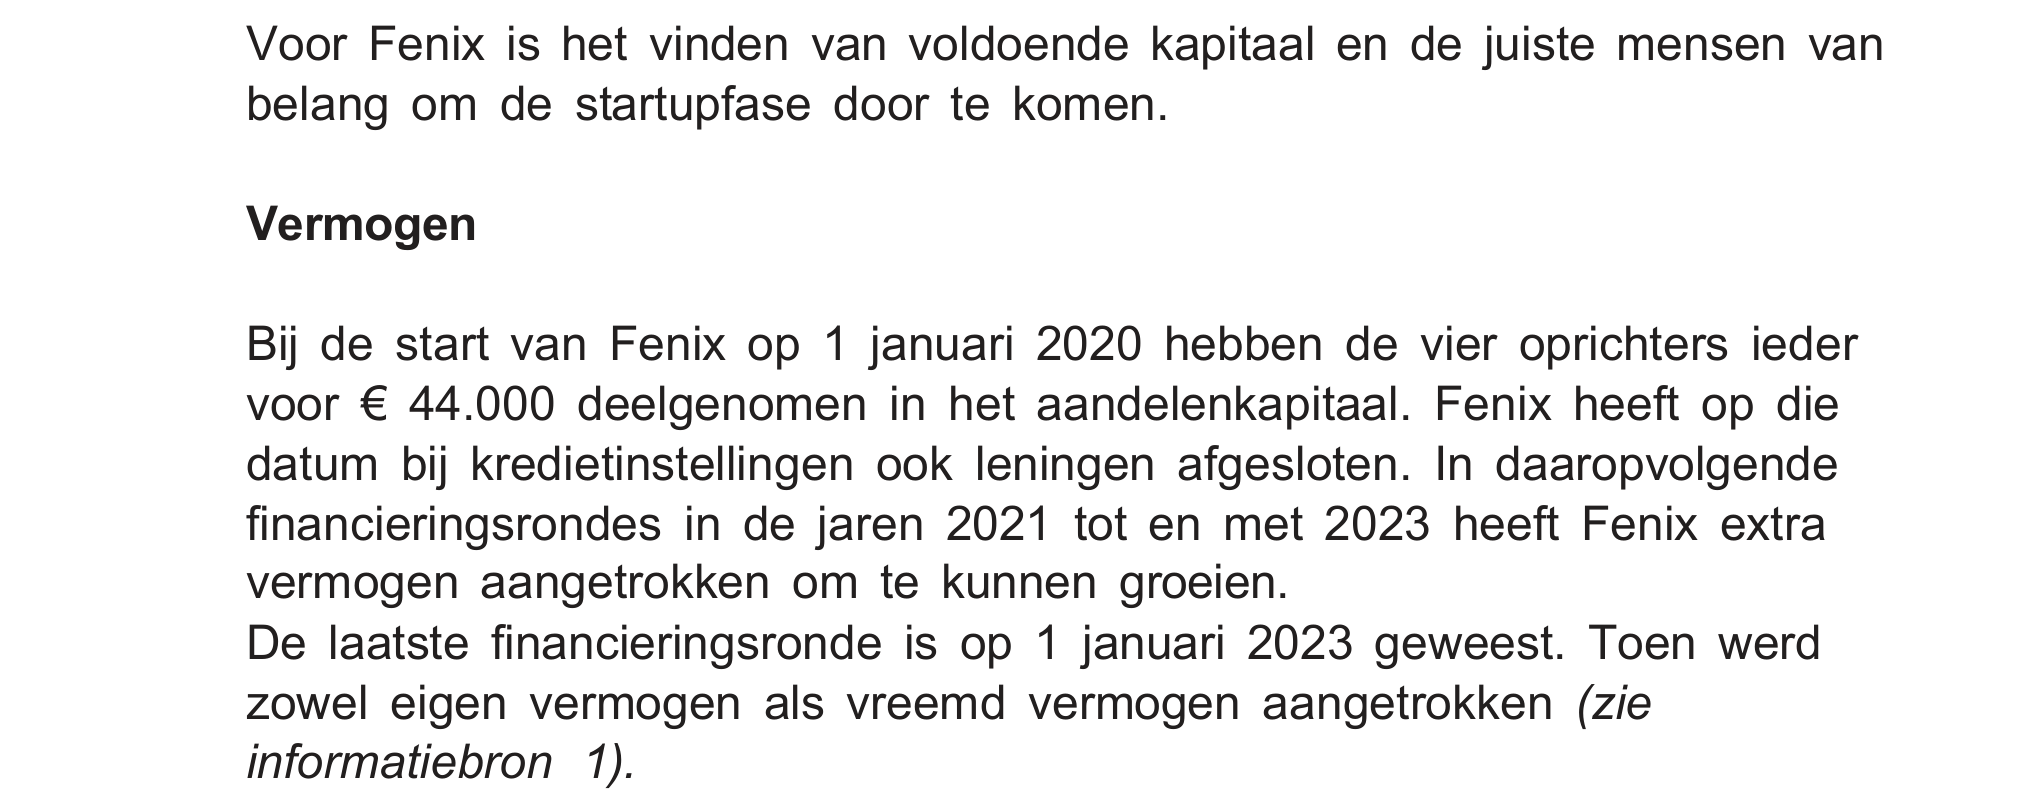 Voor Fenix is het vinden van voldoende kapitaal en de juiste mensen van
belang om de startupfase door te komen.
Vermogen
Bij de start van Fenix op 1 januari 2020 hebben de vier oprichters ieder
voor € 44.000 deelgenomen in het aandelenkapitaal. Fenix heeft op die
datum bij kredietinstellingen ook leningen afgesloten. In daaropvolgende
financieringsrondes in de jaren 2021 tot en met 2023 heeft Fenix extra
vermogen aangetrokken om te kunnen groeien.
De laatste financieringsronde is op 1 januari 2023 geweest. Toen werd
zowel eigen vermogen als vreemd vermogen aangetrokken (zie
informatiebron 1).